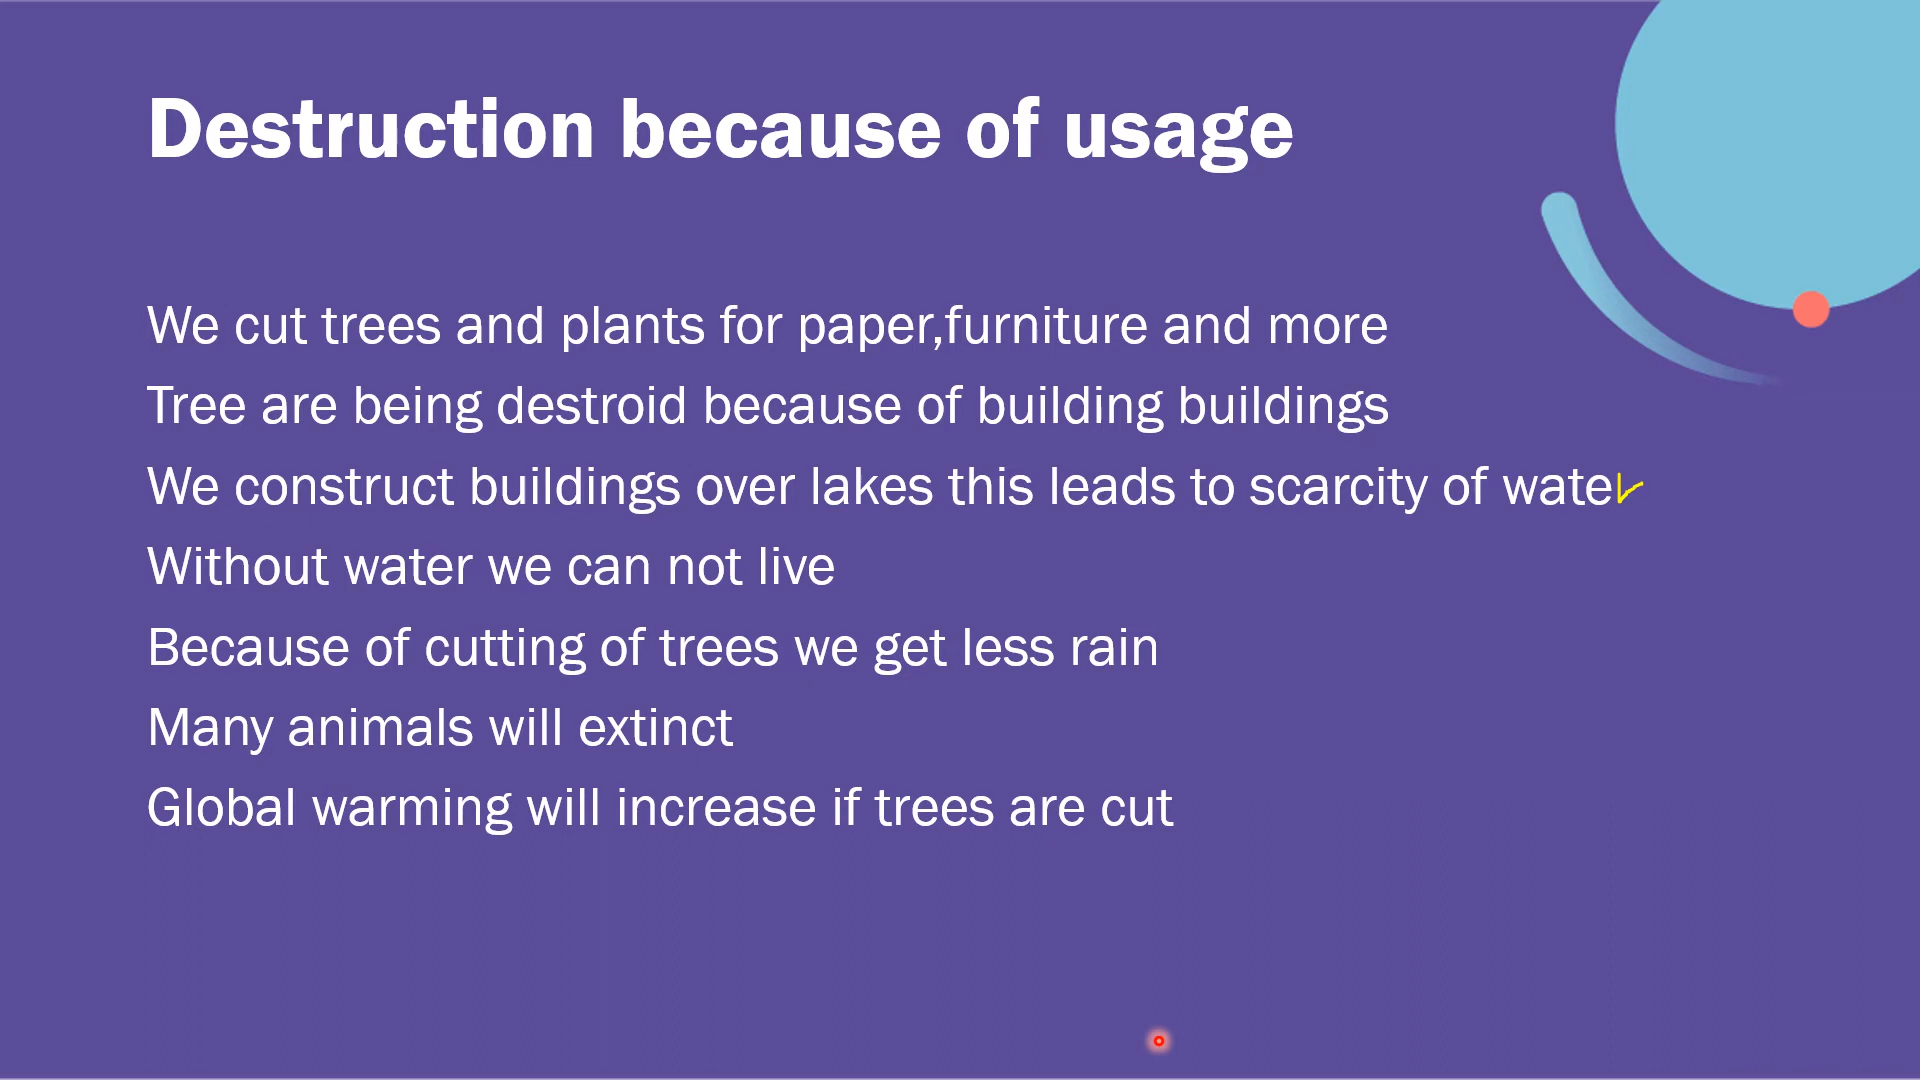 Destruction because of usage
We cut trees and plants for paper,furniture and more
Tree are being destroid because of building buildings
We construct buildings over lakes this leads to scarcity of water
Without water we can not live
Because of cutting of trees we get less rain
Many animals will extinct
Global warming will increase if trees are cut